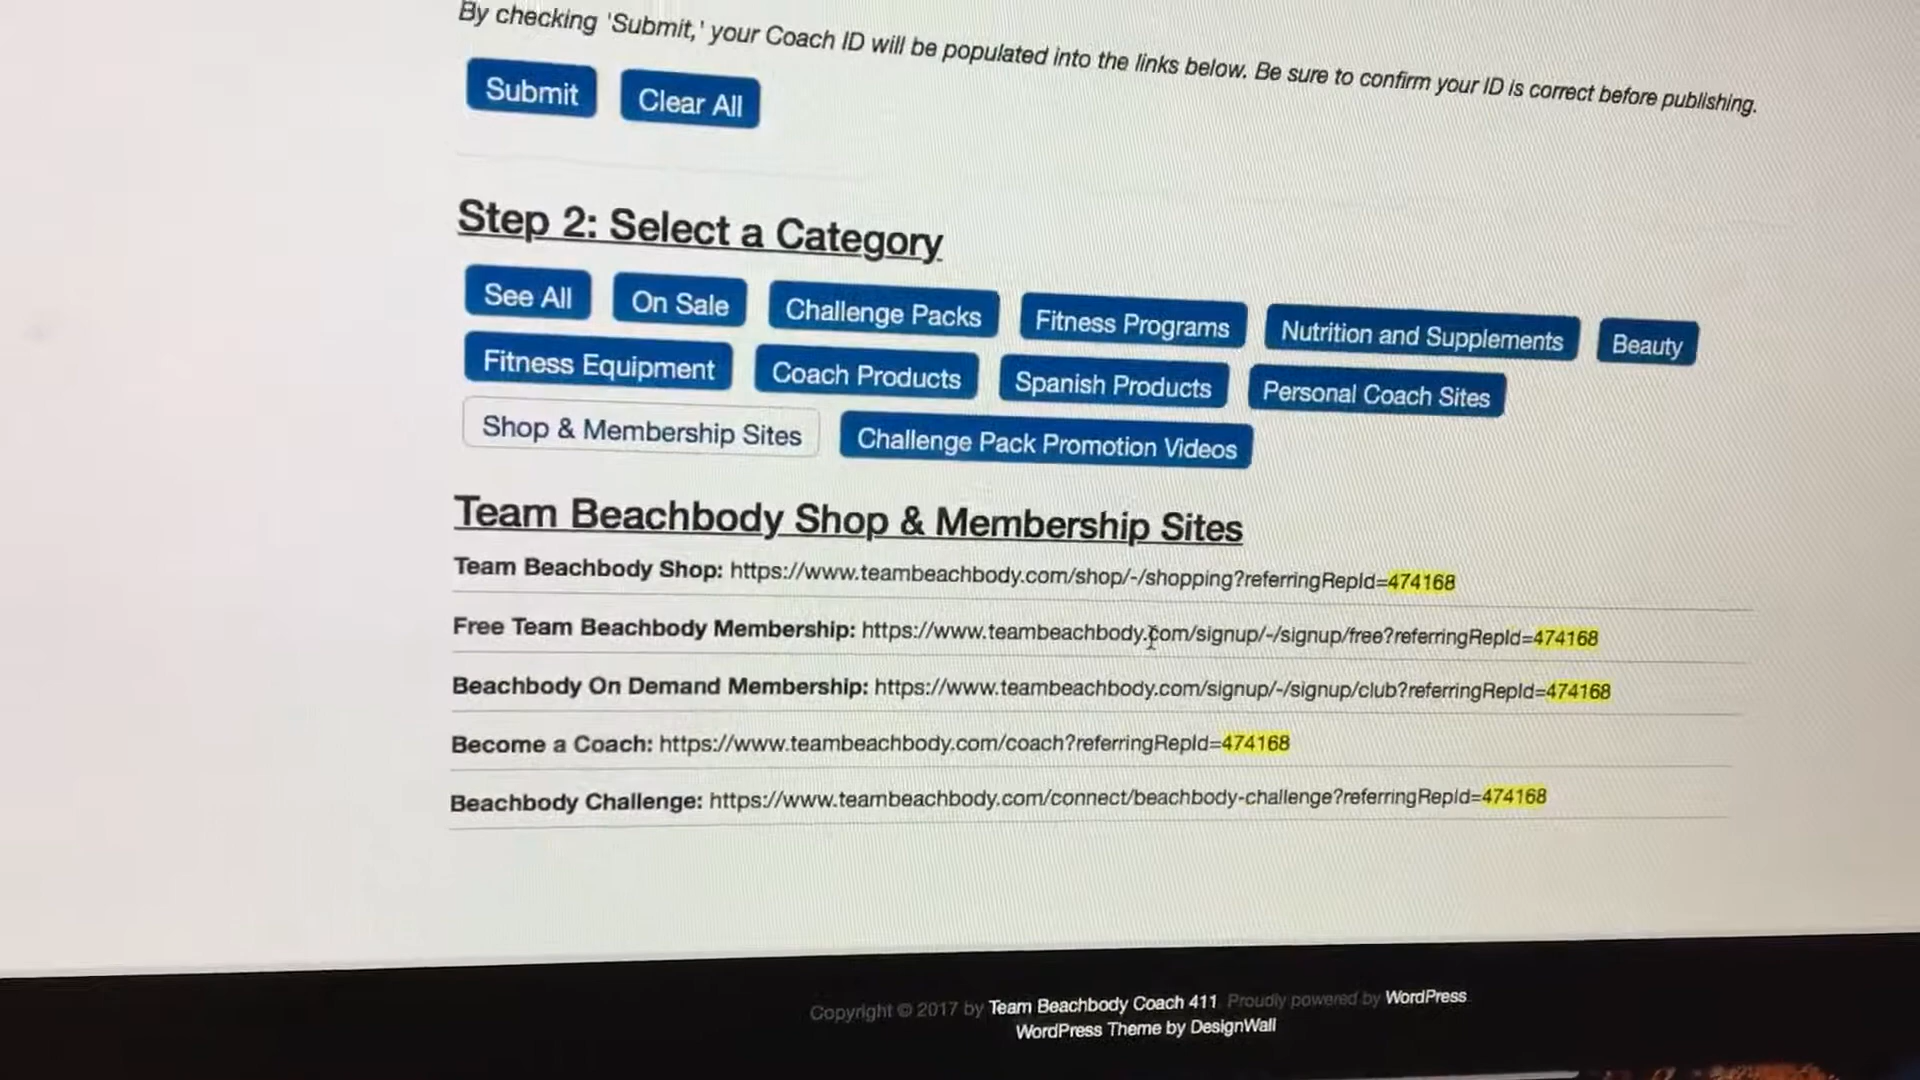 By checking 'Submit,' your Coach ID will be populated into the links below. Be sure to confirm your ID is correct before publishing.
Submit Clear All
Step 2: Select a Category
See All On Sale Challenge Packs Fitness Programs Nutrition and Supplements Beauty
Fitness Equipment Coach Products Spanish Products Personal Coach Sites
Shop & Membership Sites Challenge Pack Promotion Videos
Team Beachbody Shop & Membership Sites
Team Beachbody Shop: https://www.teambeachbody.com/shop/-/shopping?referringRepId=474168
Free Team Beachbody Membership: https://www.teambeachbody.com/signup/-/signup/free?referringRepId=474168
Beachbody On Demand Membership: https://www.teambeachbody.com/signup/-/signup/club?referringRepId=474168
Become a Coach: https://www.teambeachbody.com/coach?referringRepId=474168
Beachbody Challenge: https://www.teambeachbody.com/connect/beachbody-challenge?referringRepId=474168
Copyright © 2017 by Team Beachbody Coach 411. Proudly powered by WordPress
WordPress Theme by DesignWall